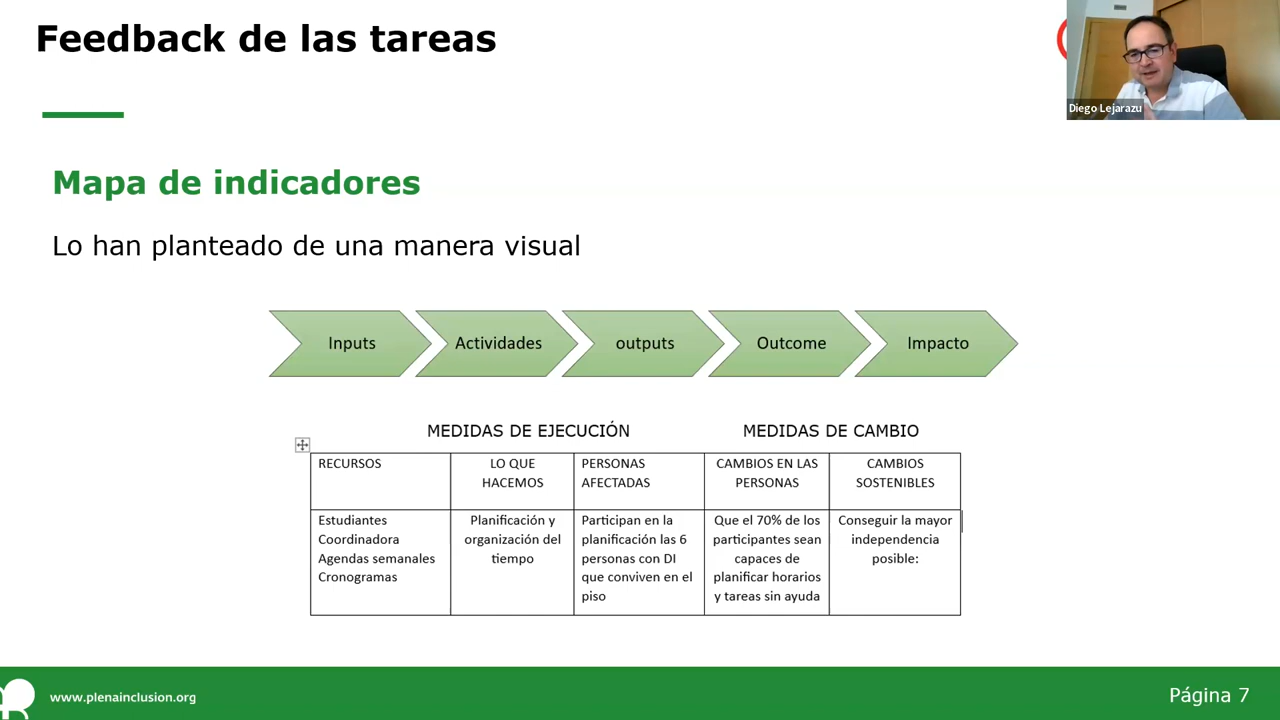 Feedback de las tareas
Diego Lejarazu
Mapa de indicadores
Lo han planteado de una manera visual
Inputs
Actividades
outputs
Outcome
Impacto
MEDIDAS DE EJECUCIÓN
MEDIDAS DE CAMBIO
RECURSOS
LO QUE
HACEMOS
PERSONAS
AFECTADAS
CAMBIOS EN LAS
PERSONAS
CAMBIOS
SOSTENIBLES
Estudiantes
Coordinadora
Agendas semanales
Cronogramas
Planificación y
organización del
tiempo
Participan en la
planificación las 6
personas con DI
que conviven en el
piso
Que el 70% de los
participantes sean
capaces de
planificar horarios
y tareas sin ayuda
Conseguir la mayor
independencia
posible:
www.plenainclusion.org
Página 7